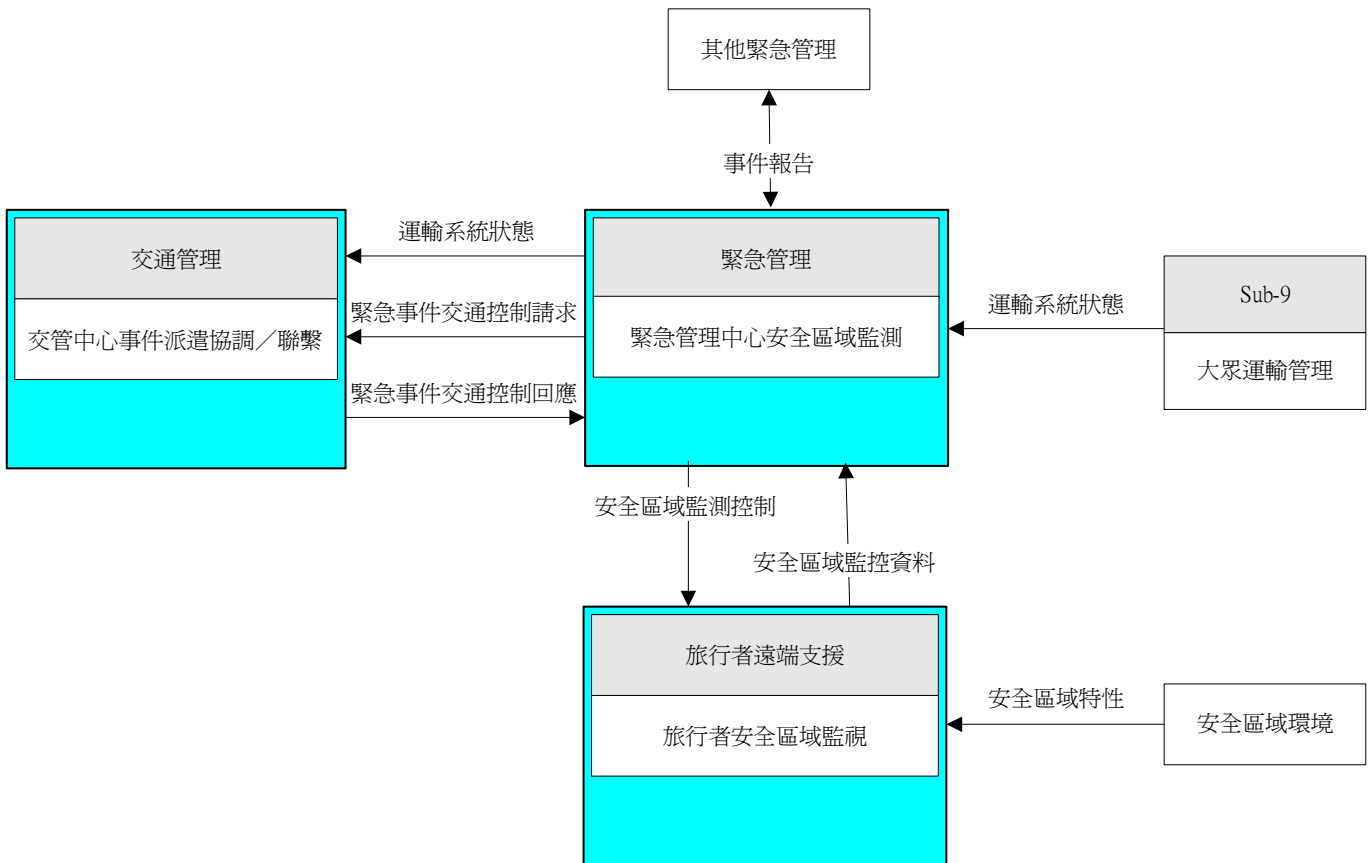 其他緊急管理
事件報告
交通管理
交管中心事件派遣協調／聯繫
運輸系統狀態
緊急事件交通控制請求
緊急事件交通控制回應
緊急管理
緊急管理中心安全區域監測
運輸系統狀態
Sub-9
大眾運輸管理
安全區域監測控制
安全區域監控資料
旅行者遠端支援
旅行者安全區域監視
安全區域特性
安全區域環境